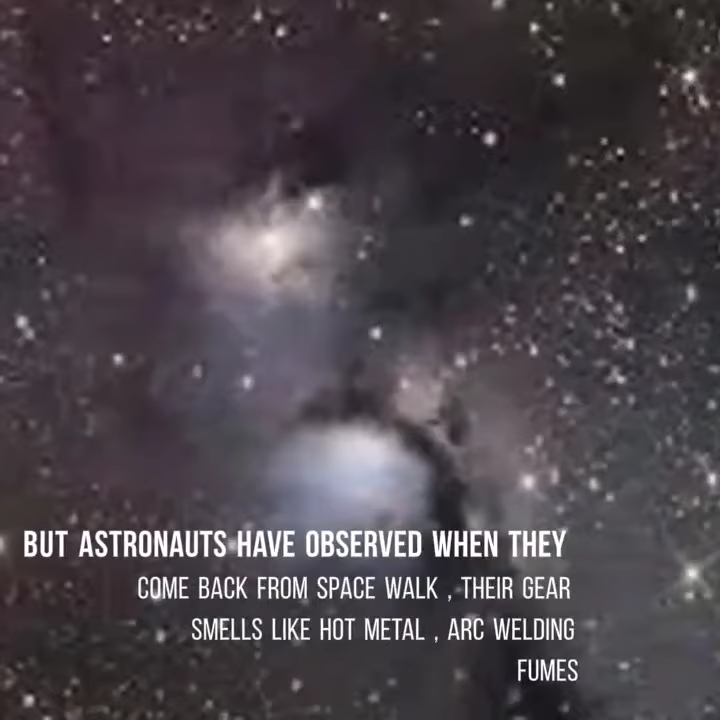 BUT ASTRONAUTS HAVE OBSERVED WHEN THEY
COME BACK FROM SPACE WALK , THEIR GEAR
SMELLS LIKE HOT METAL , ARC WELDING
FUMES